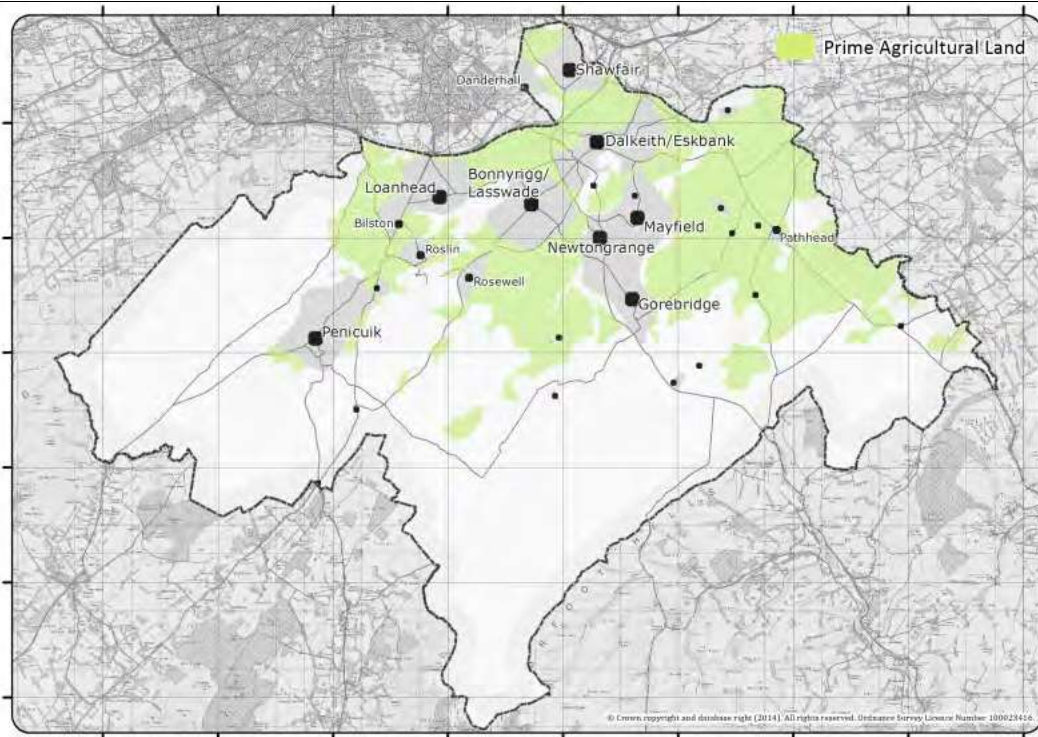 Prime Agricultural Land
Shawfair
Danderhall
Dalkeith/Eskbank
Bonnyrigg/
Lasswade
Loanhead
Bilston
Mayfield
Pathhead
Newtongrange
Roslin
Rosewell
Gorebridge
Penicuik
© Crown copyright and database right [2014]. All rights reserved. Ordnance Survey Licence Number 100023416.